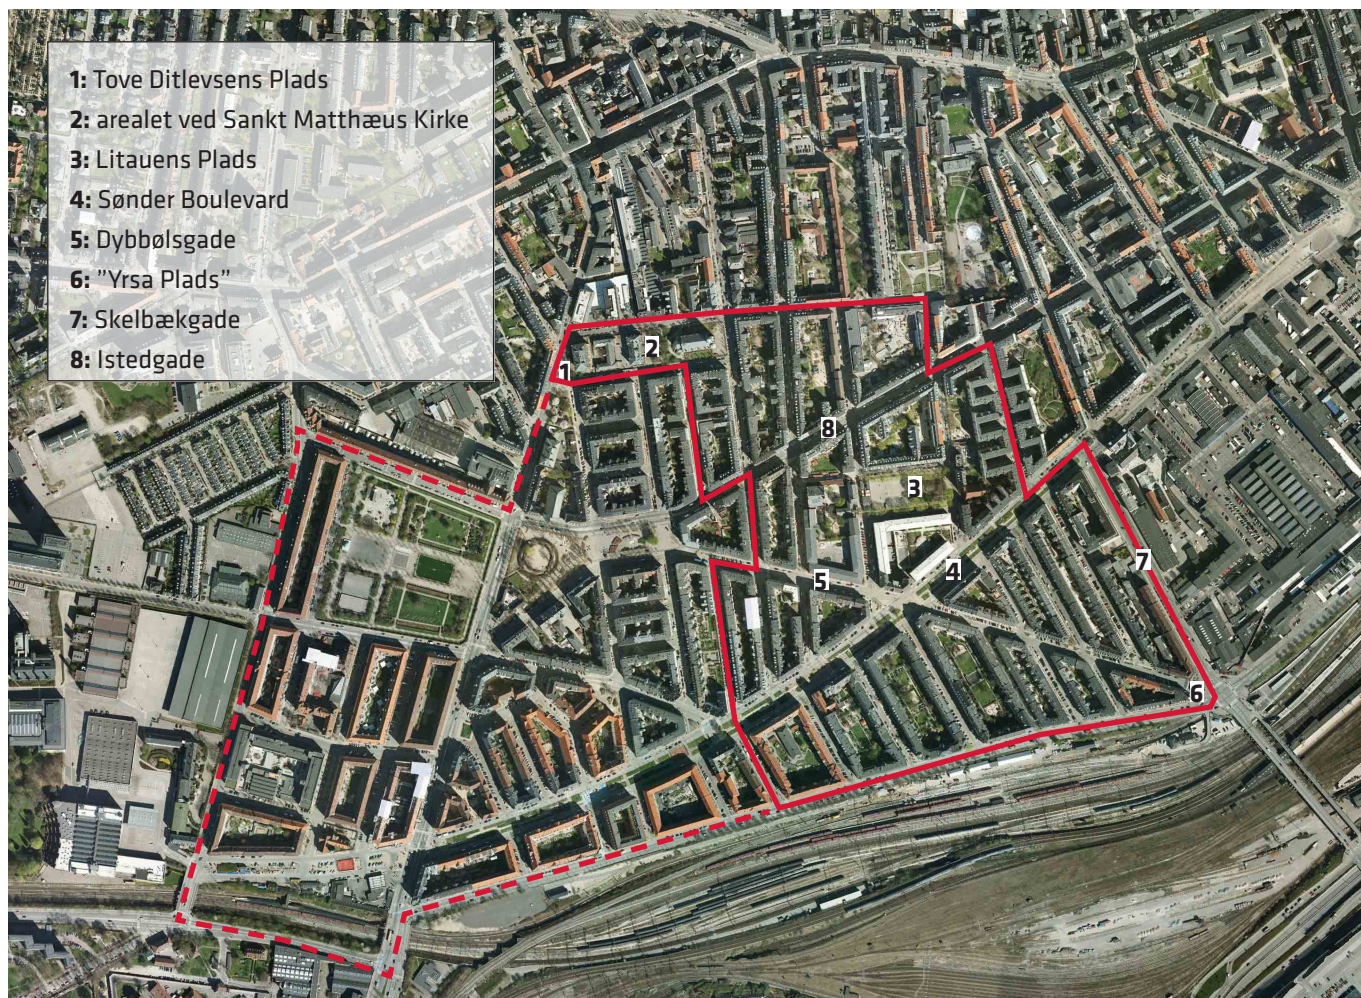 1: Tove Ditlevsens Plads
2: arealet ved Sankt Matthæus Kirke
3: Litauens Plads
4: Sønder Boulevard
5: Dybbølsgade
6: ”Yrsa Plads”
7: Skelbækgade
8: Istedgade
1
2
8
3
5
4
7
6